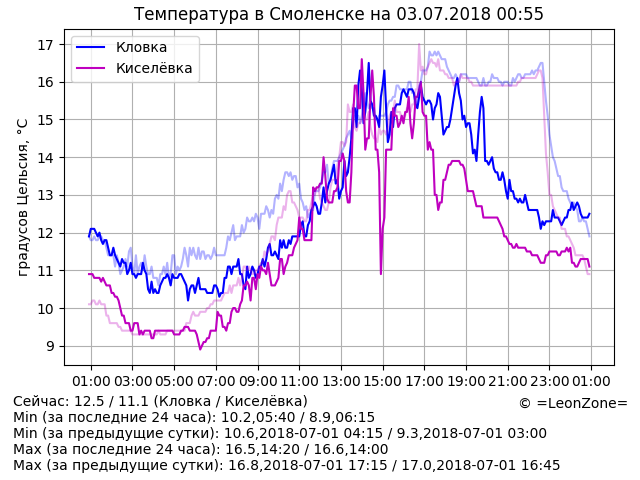 Температура в Смоленске на 03.07.2018 00:55
Кловка
Киселёвка
градусов Цельсия, °C
17
16
15
14
13
12
11
10
9
01:00 03:00 05:00 07:00 09:00 11:00 13:00 15:00 17:00 19:00 21:00 23:00 01:00
Сейчас: 12.5 / 11.1 (Кловка / Киселёвка)
© =LeonZone=
Min (за последние 24 часа): 10.2,05:40 / 8.9,06:15
Min (за предыдущие сутки): 10.6,2018-07-01 04:15 / 9.3,2018-07-01 03:00
Max (за последние 24 часа): 16.5,14:20 / 16.6,14:00
Max (за предыдущие сутки): 16.8,2018-07-01 17:15 / 17.0,2018-07-01 16:45